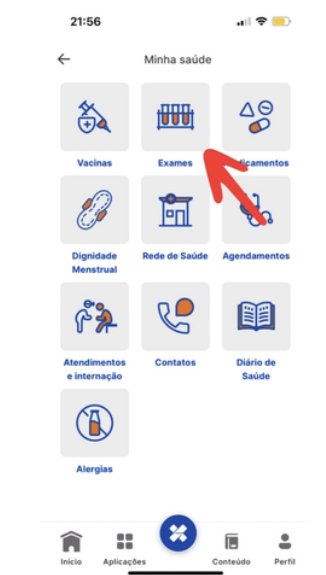 21:56
Minha saúde
Vacinas Exames dicamentos
Dignidade Menstrual Rede de Saúde Agendamentos
Atendimentos e internação Contatos Diário de Saúde
Alergias
Início Aplicações Conteúdo Perfil